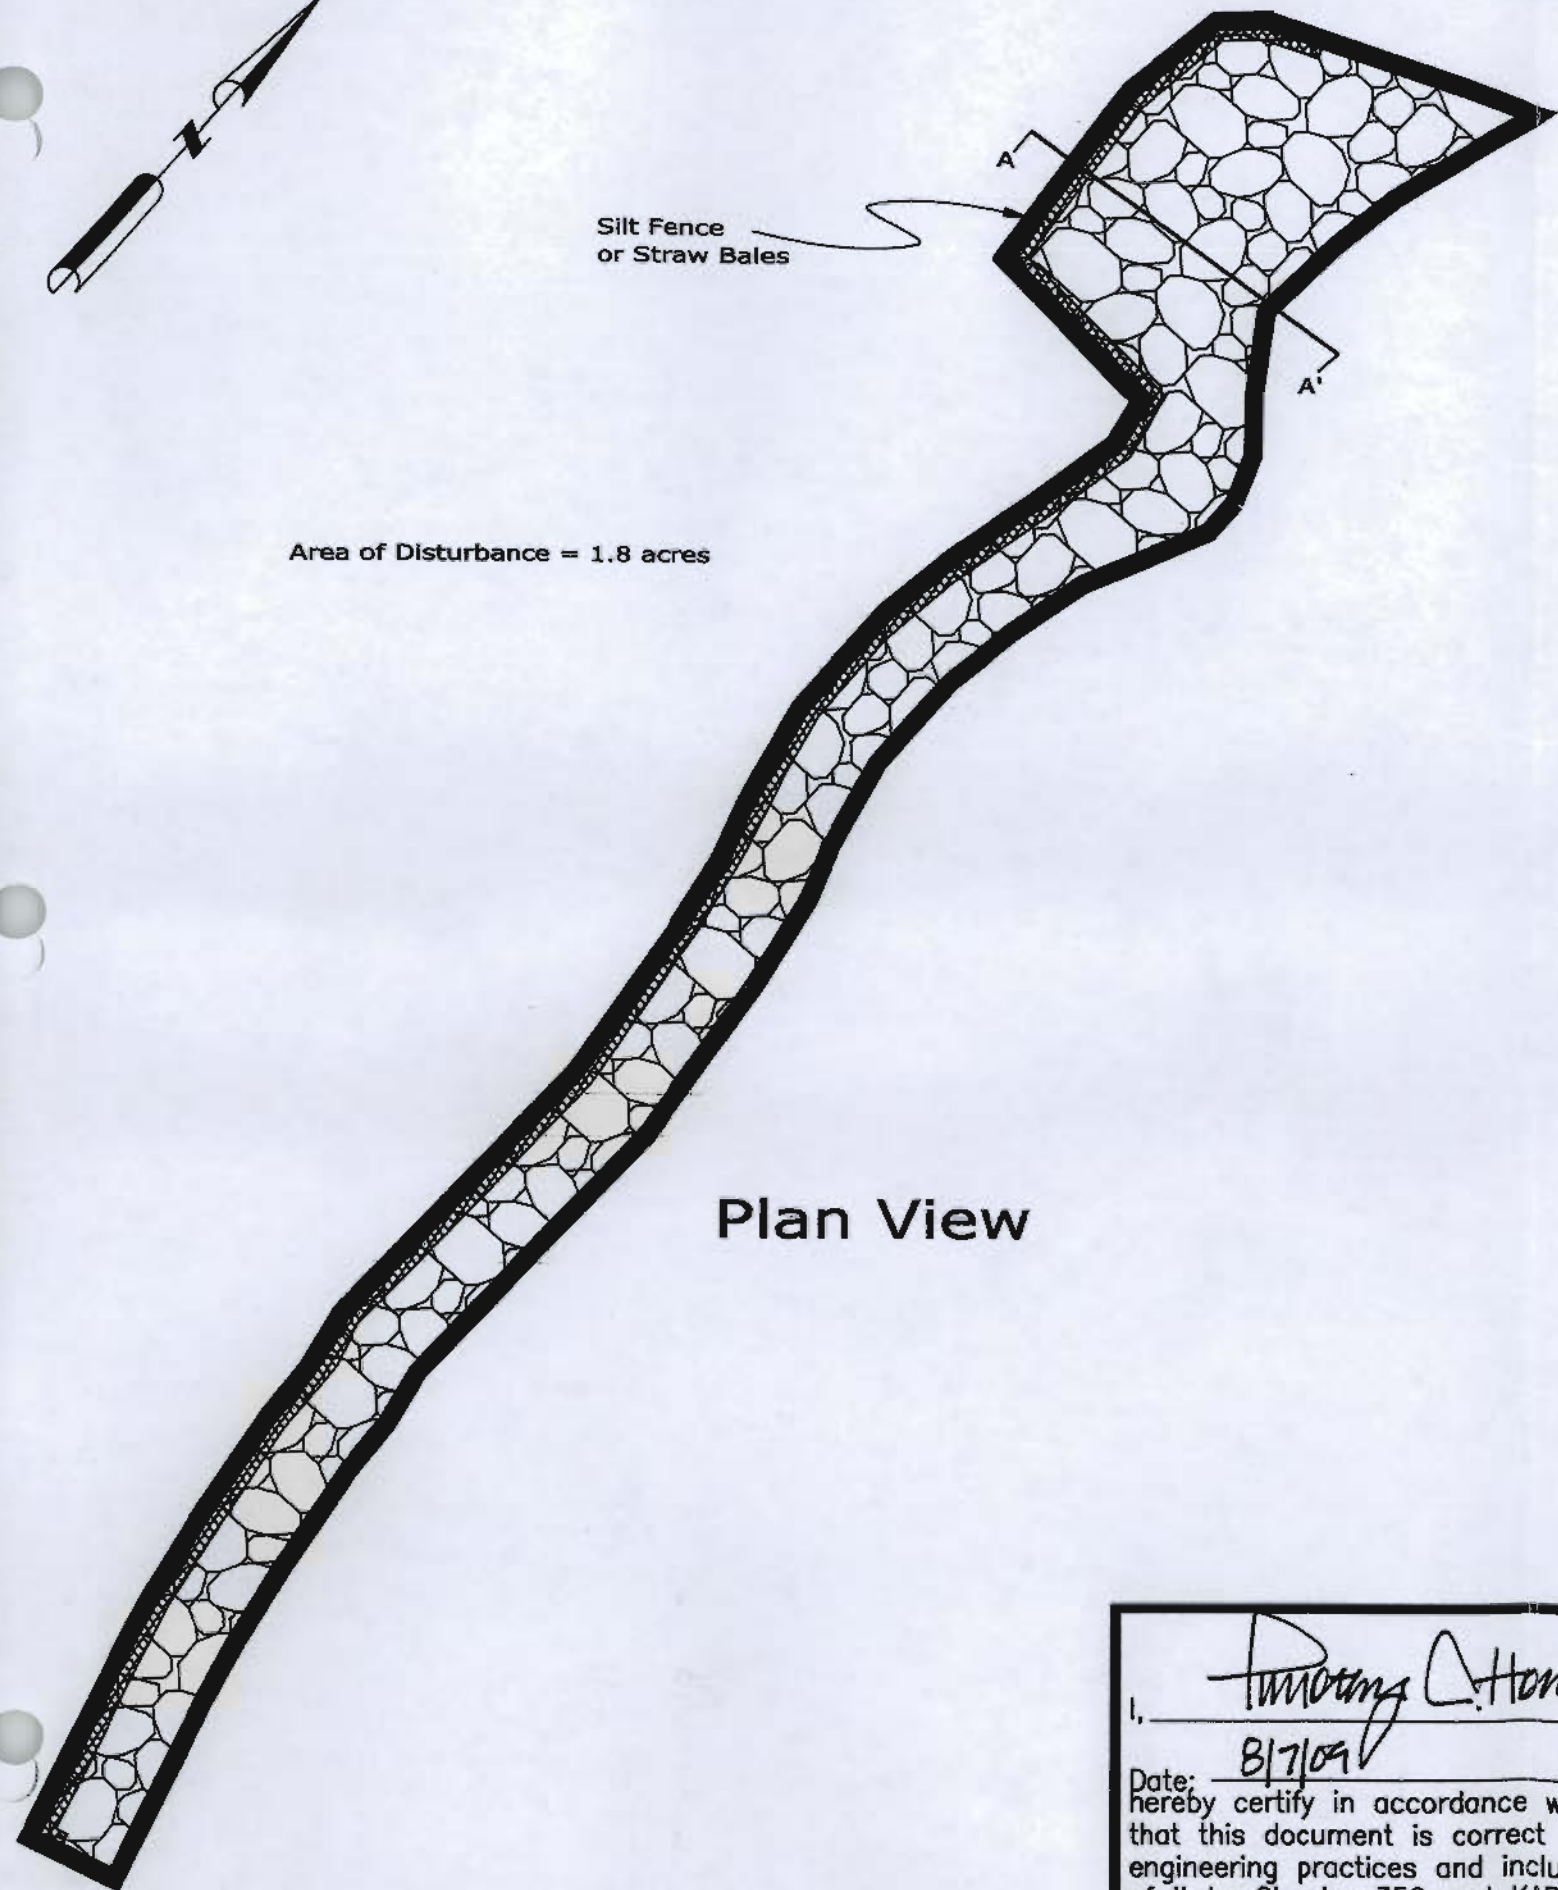 N
A
Silt Fence
or Straw Bales
A'
Area of Disturbance = 1.8 acres
Plan View
I, Timothy C.
Date: 8/7/09
hereby certify in accordance
that this document is correct
engineering practices and